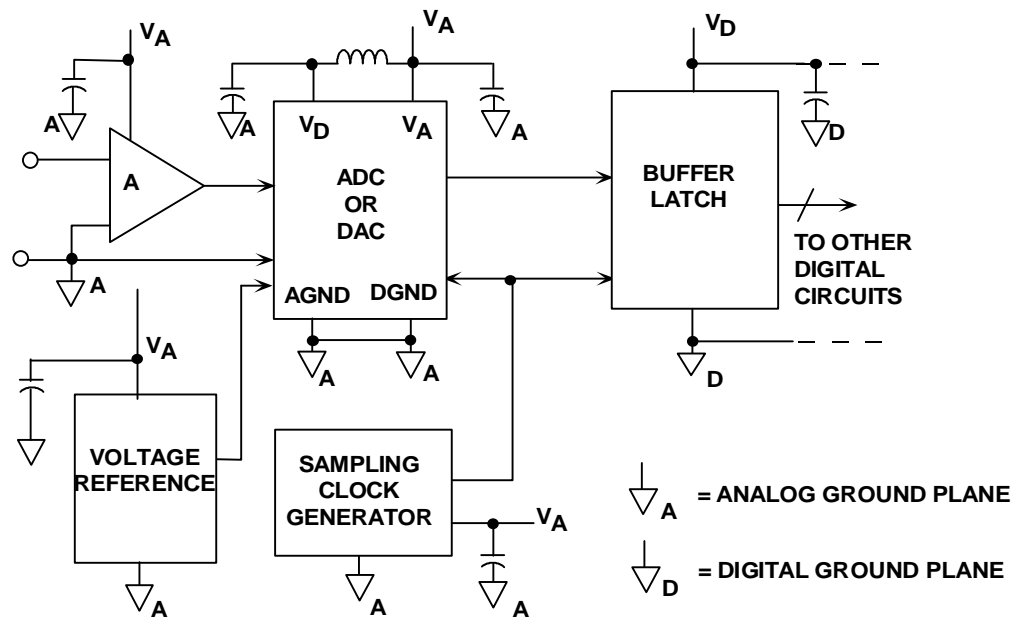 VA
VA
VD
A
A
A
D
VD
VA
A
ADC
OR
DAC
BUFFER
LATCH
TO OTHER
DIGITAL
CIRCUITS
A
AGND
DGND
VA
A
A
D
VOLTAGE
REFERENCE
SAMPLING
CLOCK
GENERATOR
VA
A
= ANALOG GROUND PLANE
D
= DIGITAL GROUND PLANE
A
A
A